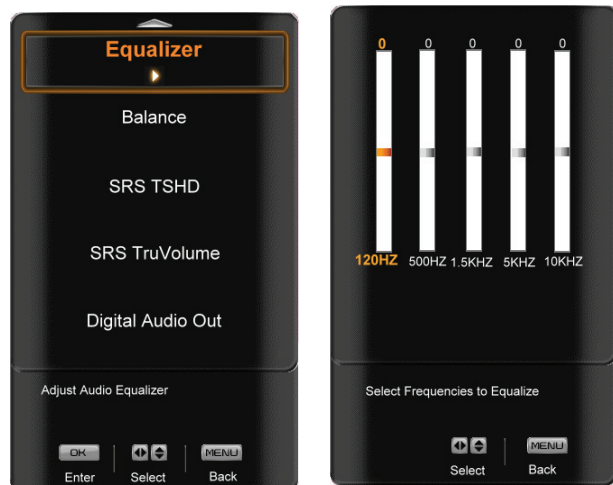 Equalizer
Balance
SRS TSHD
SRS TruVolume
Digital Audio Out
Adjust Audio Equalizer
OK MENU
Enter Select Back
0 0 0 0 0
120HZ 500HZ 1.5KHZ 5KHZ 10KHZ
Select Frequencies to Equalize
MENU
Select Back